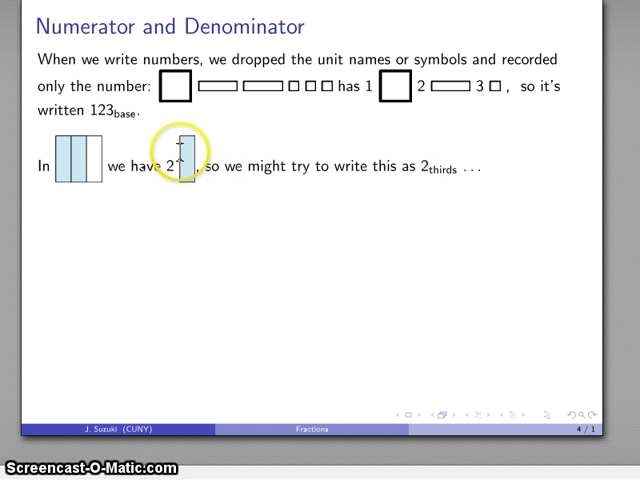 Numerator and Denominator
When we write numbers, we dropped the unit names or symbols and recorded
only the number: has 1 2 3 , so it's
written 123base.
In we have 2 , so we might try to write this as 2thirds ...
J. Suzuki (CUNY) Fractions 4 / 1
Screencast-O-Matic.com